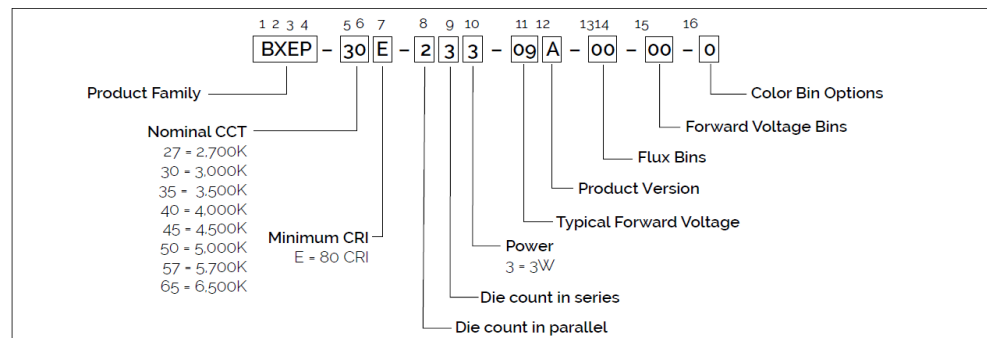 1 2 3 4 5 6 7 8 9 10 11 12 1314 15 16
BXEP - 30 E - 2 3 3 - 09 A - 00 - 00 - 0
Product Family
Color Bin Options
Nominal CCT
27 = 2,700K
30 = 3,000K
35 = 3,500K
40 = 4,000K
45 = 4,500K
50 = 5,000K
57 = 5,700K
65 = 6,500K
Forward Voltage Bins
Flux Bins
Product Version
Typical Forward Voltage
Minimum CRI
E = 80 CRI
Power
3 = 3W
Die count in series
Die count in parallel